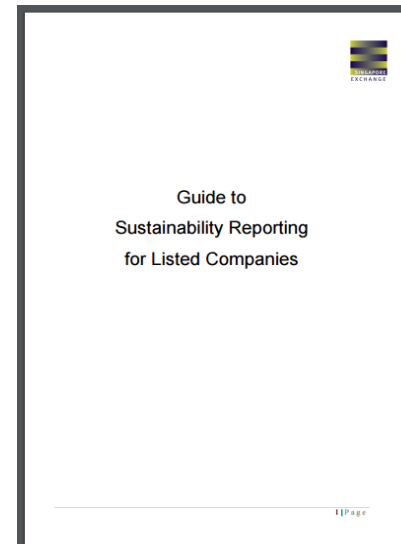 SINGAPORE
EXCHANGE
Guide to
Sustainability Reporting
for Listed Companies
1 | P a g e